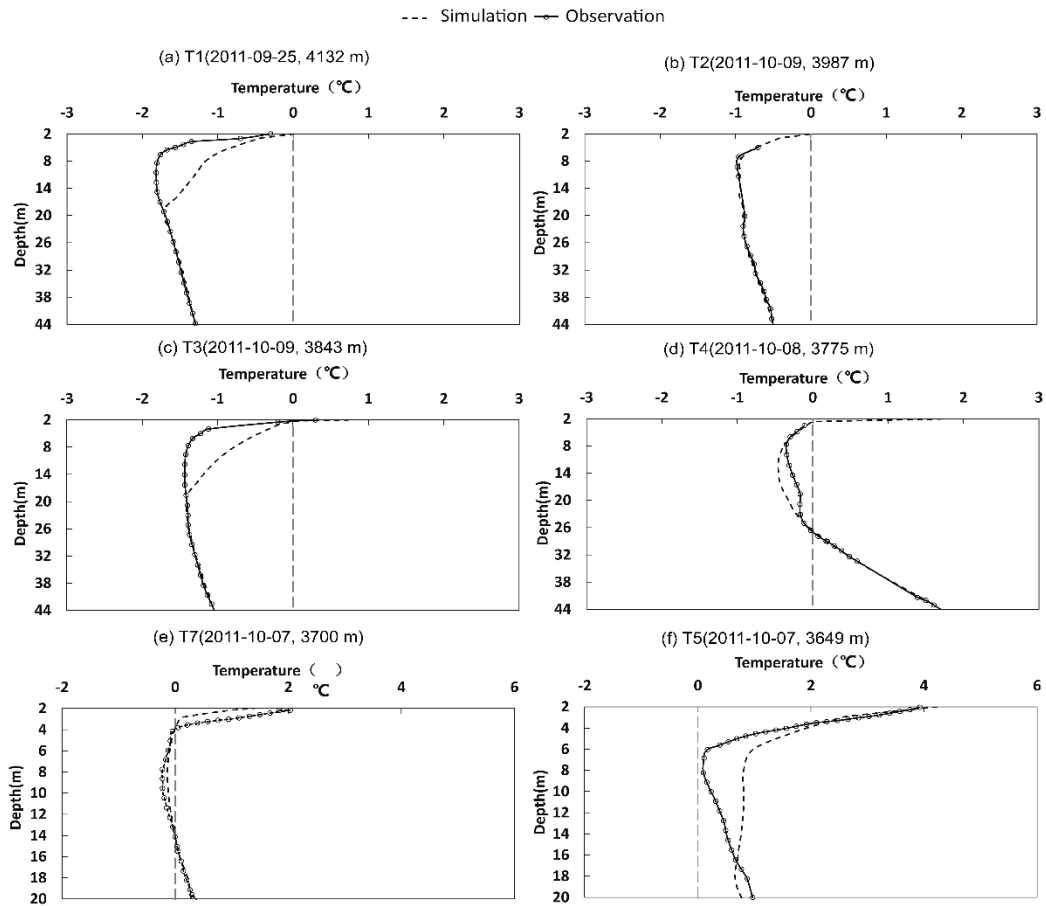 Simulation Observation
(a) T1(2011-09-25, 4132 m)
Temperature（℃）
-3 -2 -1 0 1 2 3
2
8
14
20
26
32
38
44
Depth(m)
(b) T2(2011-10-09, 3987 m)
Temperature（℃）
-3 -2 -1 0 1 2 3
2
8
14
20
26
32
38
44
Depth(m)
(c) T3(2011-10-09, 3843 m)
Temperature（℃）
-3 -2 -1 0 1 2 3
2
8
14
20
26
32
38
44
Depth(m)
(d) T4(2011-10-08, 3775 m)
Temperature（℃）
-3 -2 -1 0 1 2 3
2
8
14
20
26
32
38
44
Depth(m)
(e) T7(2011-10-07, 3700 m)
Temperature（ ）
℃
-2 0 2 4 6
2
4
6
8
10
12
14
16
18
20
Depth(m)
(f) T5(2011-10-07, 3649 m)
Temperature（℃）
-2 0 2 4 6
2
4
6
8
10
12
14
16
18
20
Depth(m)